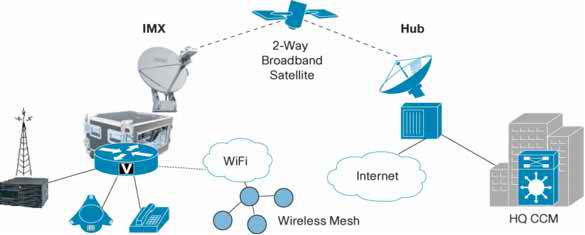 IMX
Hub
2-Way
Broadband
Satellite
V
WiFi
Internet
Wireless Mesh
HQ CCM